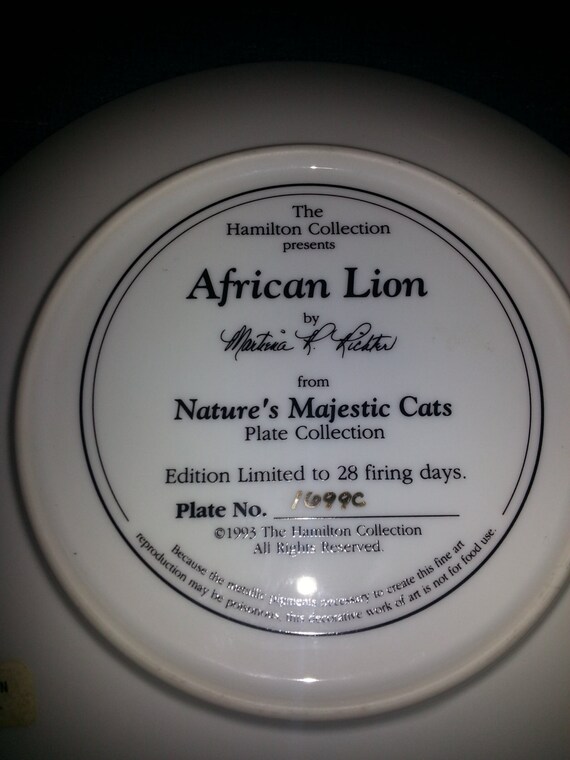 The
Hamilton Collection
presents
African Lion
by
Martina R. Richter
from
Nature's Majestic Cats
Plate Collection
Edition Limited to 28 firing days.
Plate No. 1699C
©1993 The Hamilton Collection
All Rights Reserved.
Because the metallic pigments necessary to create this fine art
reproduction may be poisonous, this decorative work of art is not for food use.
N